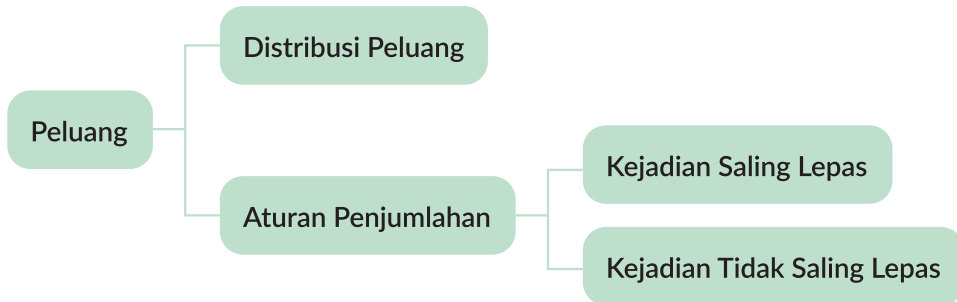 Peluang
Distribusi Peluang
Aturan Penjumlahan
Kejadian Saling Lepas
Kejadian Tidak Saling Lepas